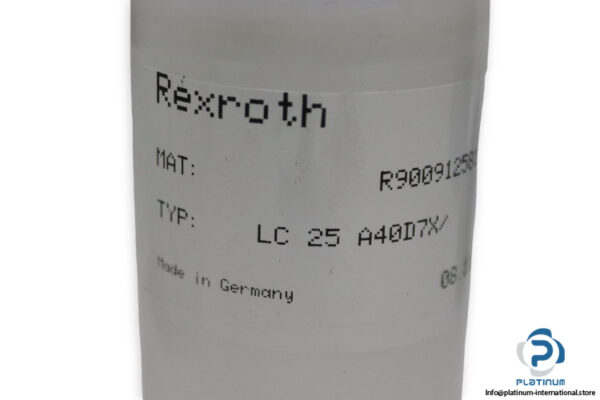 Rexroth
MAT:
R90091258
TYP: LC 25 A40D7X/
Made in Germany
08.
PLATINUM
Info@platinum-international.store